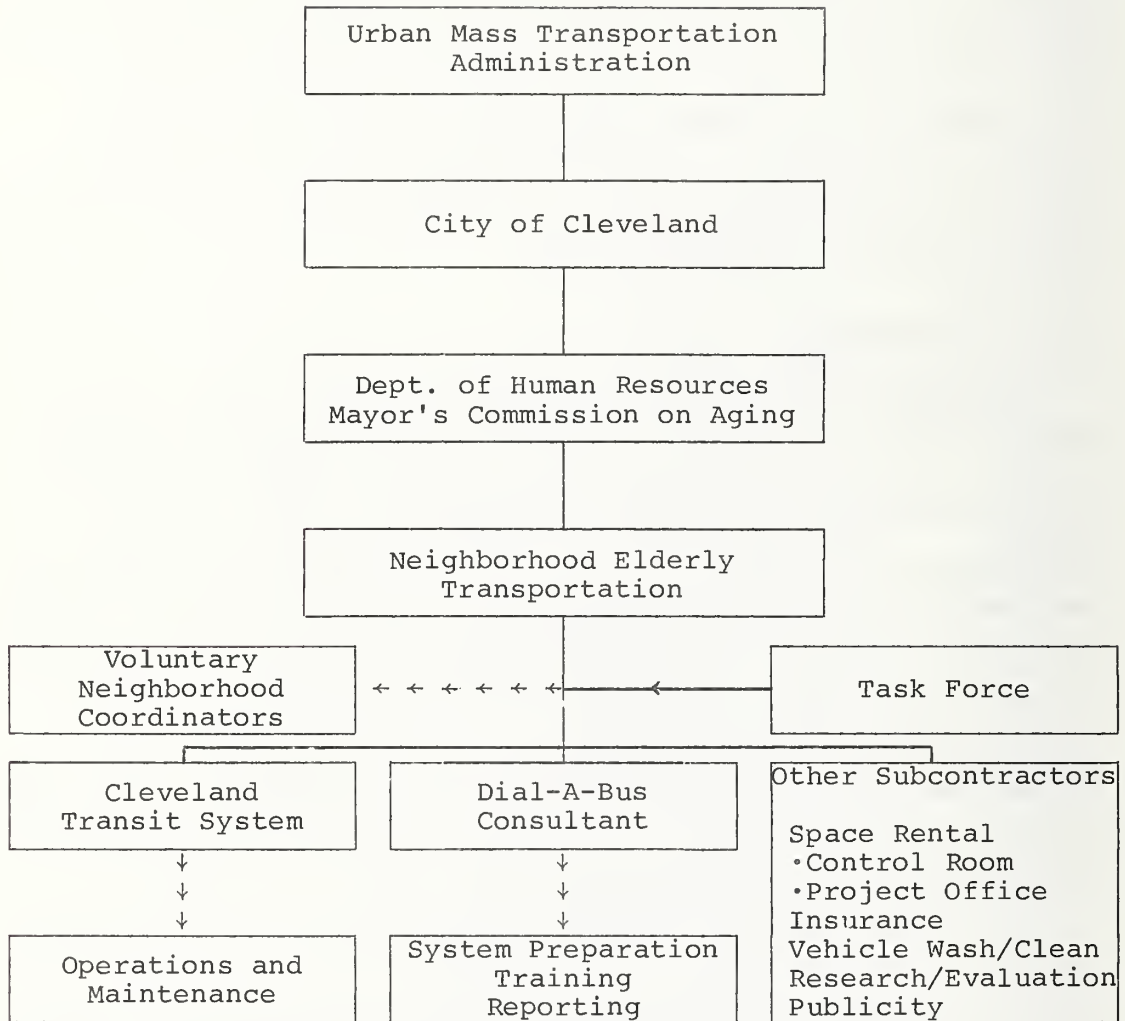 Urban Mass Transportation
Administration
City of Cleveland
Dept. of Human Resources
Mayor's Commission on Aging
Neighborhood Elderly
Transportation
Voluntary
Neighborhood
Coordinators
Task Force
Cleveland
Transit System
Dial-A-Bus
Consultant
Other Subcontractors
Space Rental
•Control Room
•Project Office
Insurance
Vehicle Wash/Clean
Research/Evaluation
Publicity
Operations and
Maintenance
System Preparation
Training
Reporting